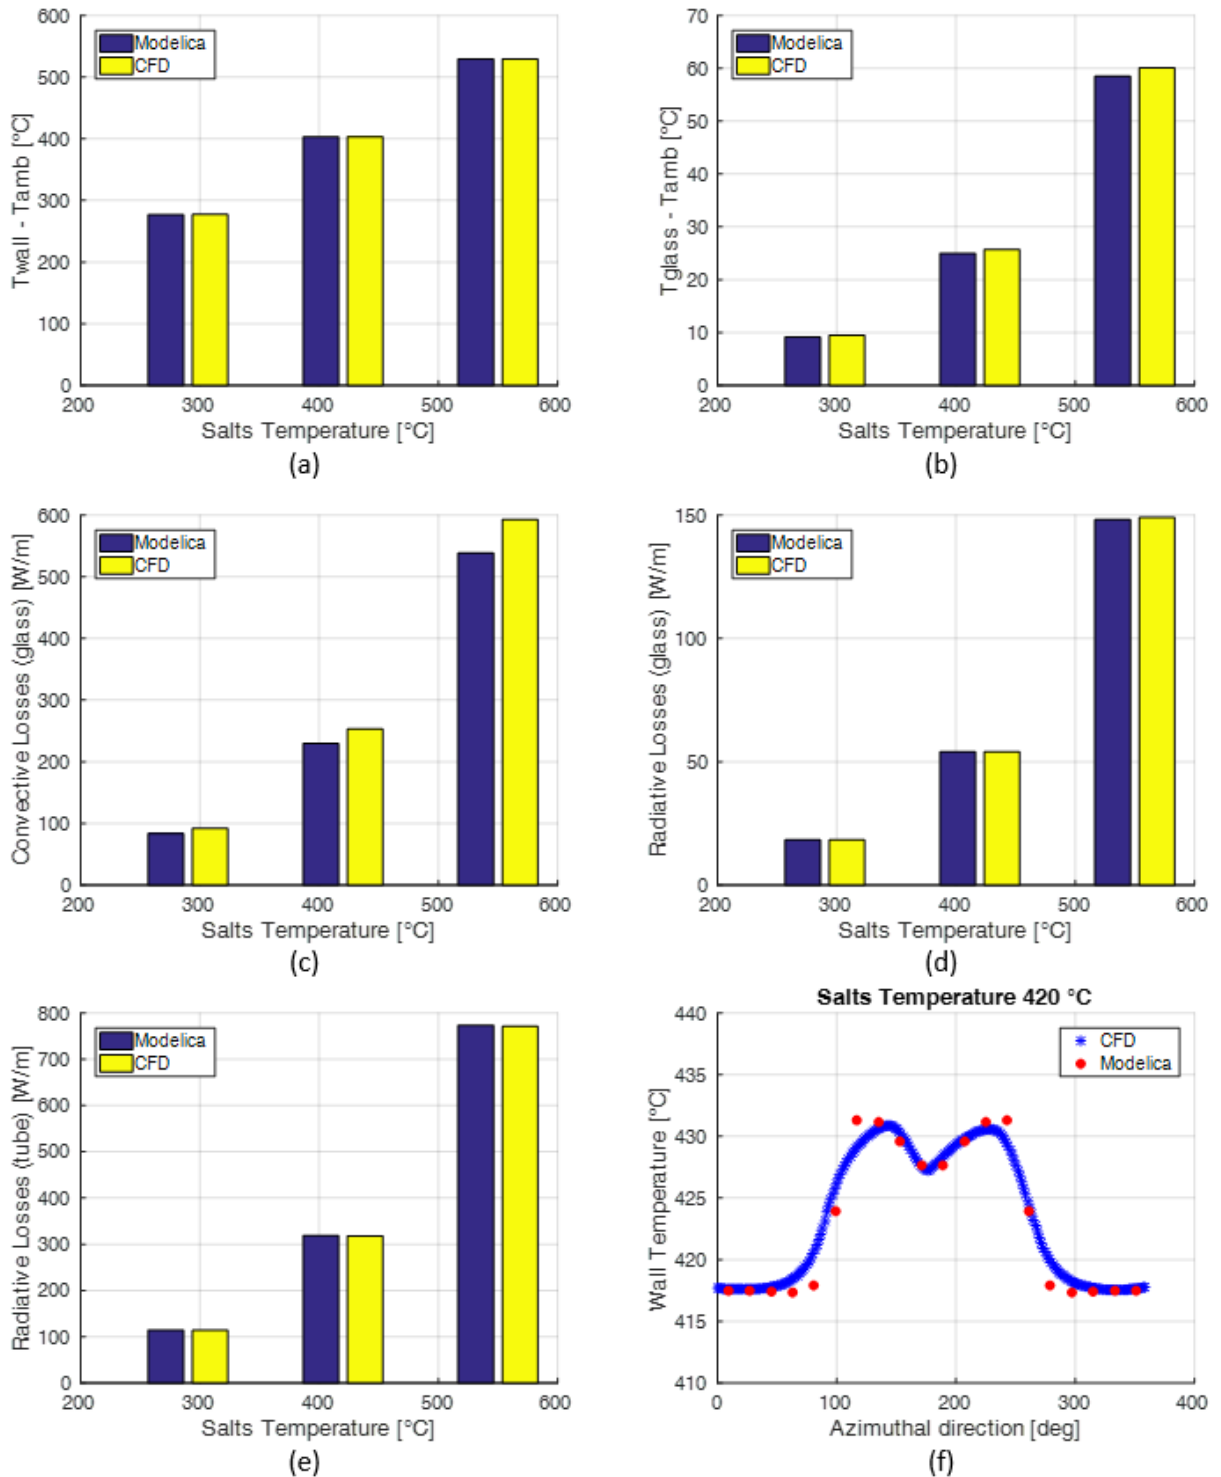 600
500
400
300
200
100
0
Twall - Tamb [°C]
Modelica
CFD
200 300 400 500 600
Salts Temperature [°C]
(a)
70
60
50
40
30
20
10
0
Tglass - Tamb [°C]
Modelica
CFD
200 300 400 500 600
Salts Temperature [°C]
(b)
600
500
400
300
200
100
0
Convective Losses (glass) [W/m]
Modelica
CFD
200 300 400 500 600
Salts Temperature [°C]
(c)
150
100
50
0
Radiative Losses (glass) [W/m]
Modelica
CFD
200 300 400 500 600
Salts Temperature [°C]
(d)
800
700
600
500
400
300
200
100
0
Radiative Losses (tube) [W/m]
Modelica
CFD
200 300 400 500 600
Salts Temperature [°C]
(e)
Salts Temperature 420 °C
440
435
430
425
420
415
410
Wall Temperature [°C]
CFD
Modelica
0 100 200 300 400
Azimuthal direction [deg]
(f)